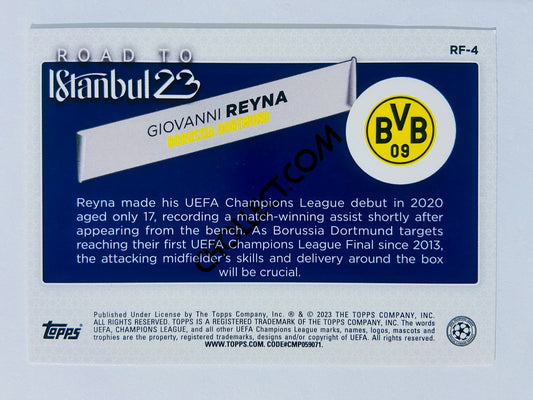 RF-4
ROAD TO
IStanbul 23
GIOVANNI REYNA
BORUSSIA DORTMUND
BVB
09
Reyna made his UEFA Champions League debut in 2020
aged only 17, recording a match-winning assist shortly after
appearing from the bench. As Borussia Dortmund targets
reaching their first UEFA Champions League Final since 2013,
the attacking midfielder's skills and delivery around the box
will be crucial.
Published Under License by The Topps Company, Inc. ® & © 2023 THE TOPPS COMPANY, INC.
ALL RIGHTS RESERVED. TOPPS IS A REGISTERED TRADEMARK OF THE TOPPS COMPANY, INC. The words
UEFA, CHAMPIONS LEAGUE, and all other UEFA Champions League marks, names, logos, mascots and
trophies are the property, registered trademarks, designs and/or copyright of UEFA. All rights reserved.
WWW.TOPPS.COM. CODE#CMP059071.
TOPPS